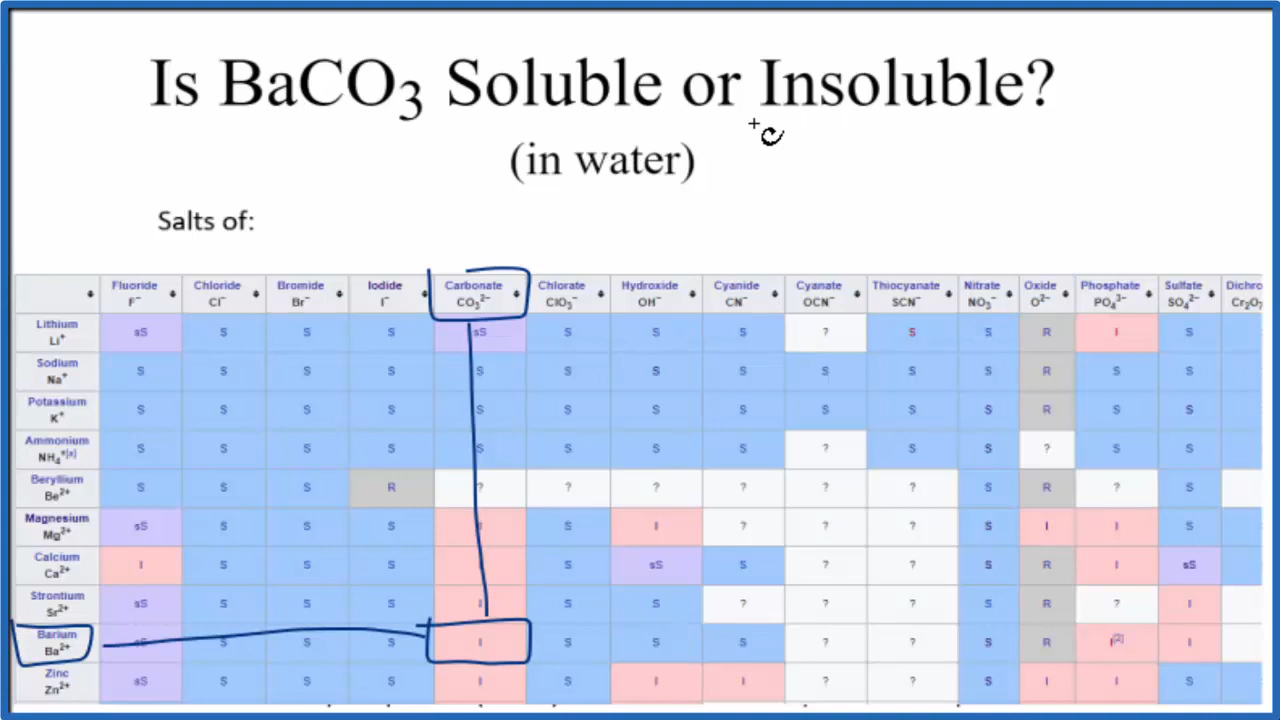 Is BaCO₃ Soluble or Insoluble?
(in water)
Salts of:
Fluoride F⁻ Chloride Cl⁻ Bromide Br⁻ Iodide I⁻ Carbonate CO₃²⁻ Chlorate ClO₃⁻ Hydroxide OH⁻ Cyanide CN⁻ Cyanate OCN⁻ Thiocyanate SCN⁻ Nitrate NO₃⁻ Oxide O²⁻ Phosphate PO₄³⁻ Sulfate SO₄²⁻ Dichro Cr₂O₇
Lithium Li⁺ sS S S S sS S S S ? S S R I S
Sodium Na⁺ S S S S S S S S S S S R S S
Potassium K⁺ S S S S S S S S S S S R S S
Ammonium NH₄⁺[a] S S S S S S S S ? S S ? S S
Beryllium Be²⁺ S S S R ? ? ? ? ? ? S R ? S
Magnesium Mg²⁺ sS S S S I S I ? ? ? S I I S
Calcium Ca²⁺ I S S S S sS S ? ? S R I sS
Strontium Sr²⁺ sS S S S I S S ? ? ? S R ? I
Barium Ba²⁺ sS S S S I S S S ? ? S R I[2] I
Zinc Zn²⁺ sS S S S I S I I ? ? S I I S